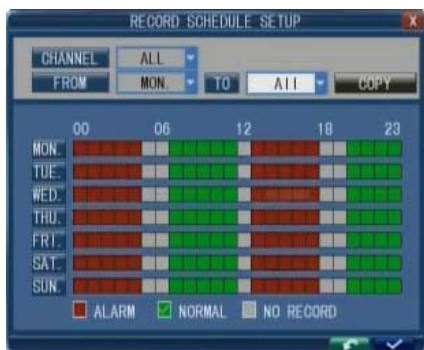 RECORD SCHEDULE SETUP X
CHANNEL ALL
FROM MON. TO All COPY
00 06 12 18 23
MON.
TUE.
WED.
THU.
FRI.
SAT.
SUN.
ALARM NORMAL NO RECORD